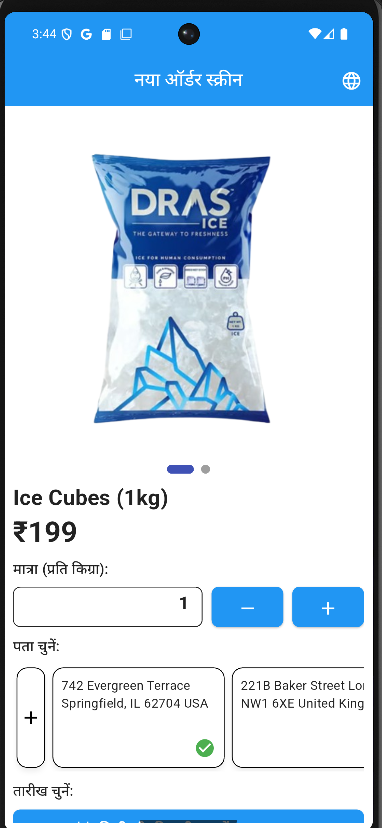 3:44
नया ऑर्डर स्क्रीन
DRAS
ICE
THE GATEWAY TO FRESHNESS
ICE FOR HUMAN CONSUMPTION
Ice Cubes (1kg)
₹199
मात्रा (प्रति किग्रा):
1
पता चुनें:
742 Evergreen Terrace
Springfield, IL 62704 USA
221B Baker Street Lon
NW1 6XE United King
तारीख चुनें: